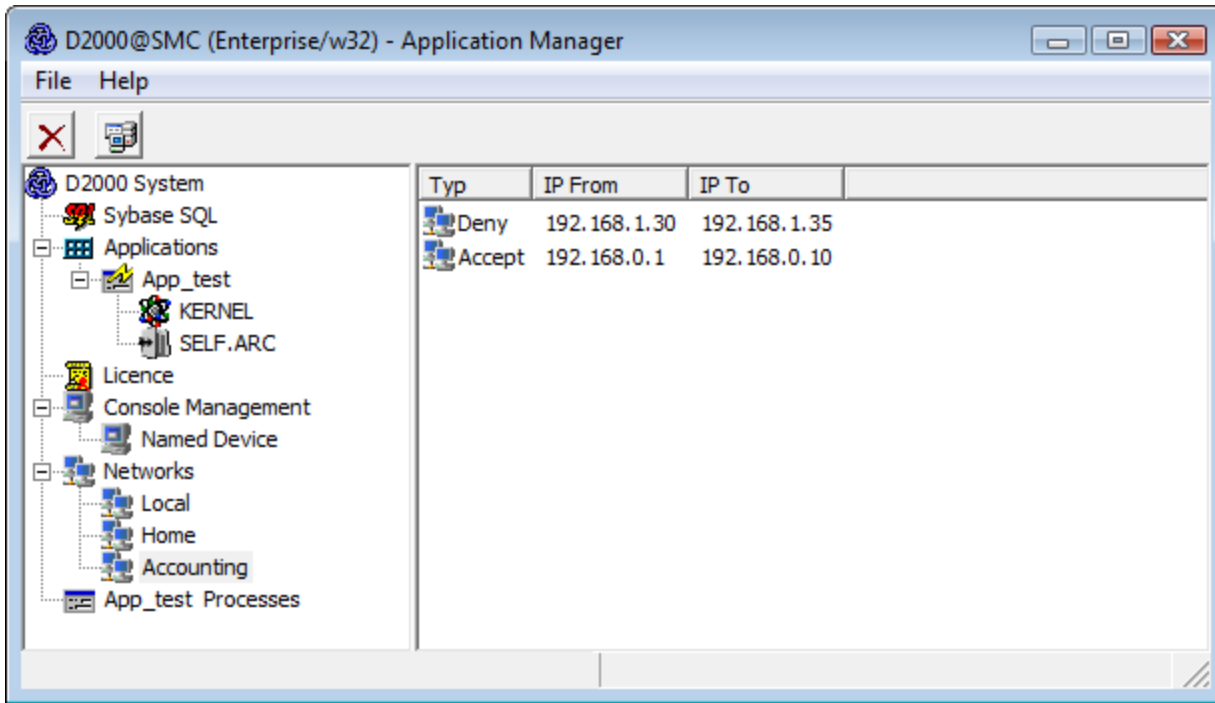 D2000@SMC (Enterprise/w32) - Application Manager
File Help
D2000 System
Sybase SQL
Applications
App_test
KERNEL
SELF.ARC
Licence
Console Management
Named Device
Networks
Local
Home
Accounting
App_test Processes
Typ IP From IP To
Deny 192.168.1.30 192.168.1.35
Accept 192.168.0.1 192.168.0.10